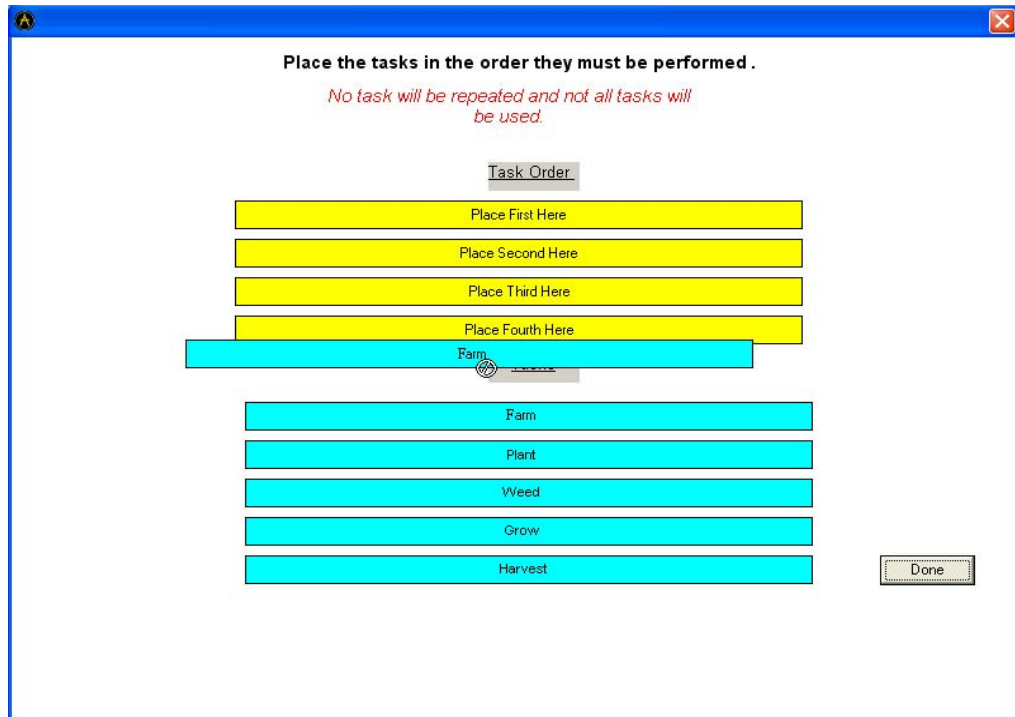 Place the tasks in the order they must be performed .
No task will be repeated and not all tasks will
be used.
Task Order
Place First Here
Place Second Here
Place Third Here
Place Fourth Here
Farm
Farm
Plant
Weed
Grow
Harvest
Done